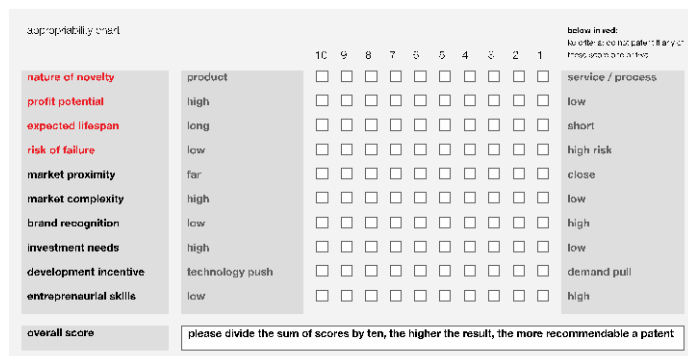 appropriability chart
below in red:
10 9 8 7 6 5 4 3 2 1
nature of novelty product service / process
profit potential high low
expected lifespan long short
risk of failure low high risk
market proximity far close
market complexity high low
brand recognition low high
investment needs high low
development incentive technology push demand pull
entrepreneurial skills low high
overall score please divide the sum of scores by ten, the higher the result, the more recommendable a patent